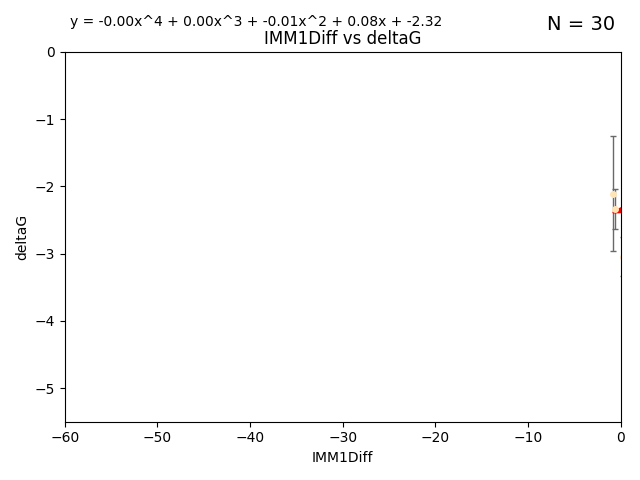 y = -0.00x^4 + 0.00x^3 + -0.01x^2 + 0.08x + -2.32
N = 30
IMM1Diff vs deltaG
0
−1
−2
−3
−4
−5
deltaG
−60 −50 −40 −30 −20 −10 0
IMM1Diff